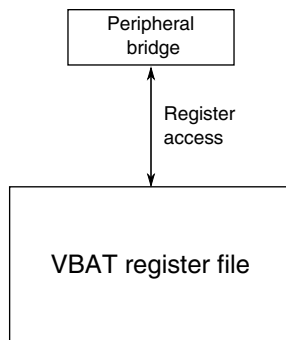 Peripheral
bridge
Register
access
VBAT register file